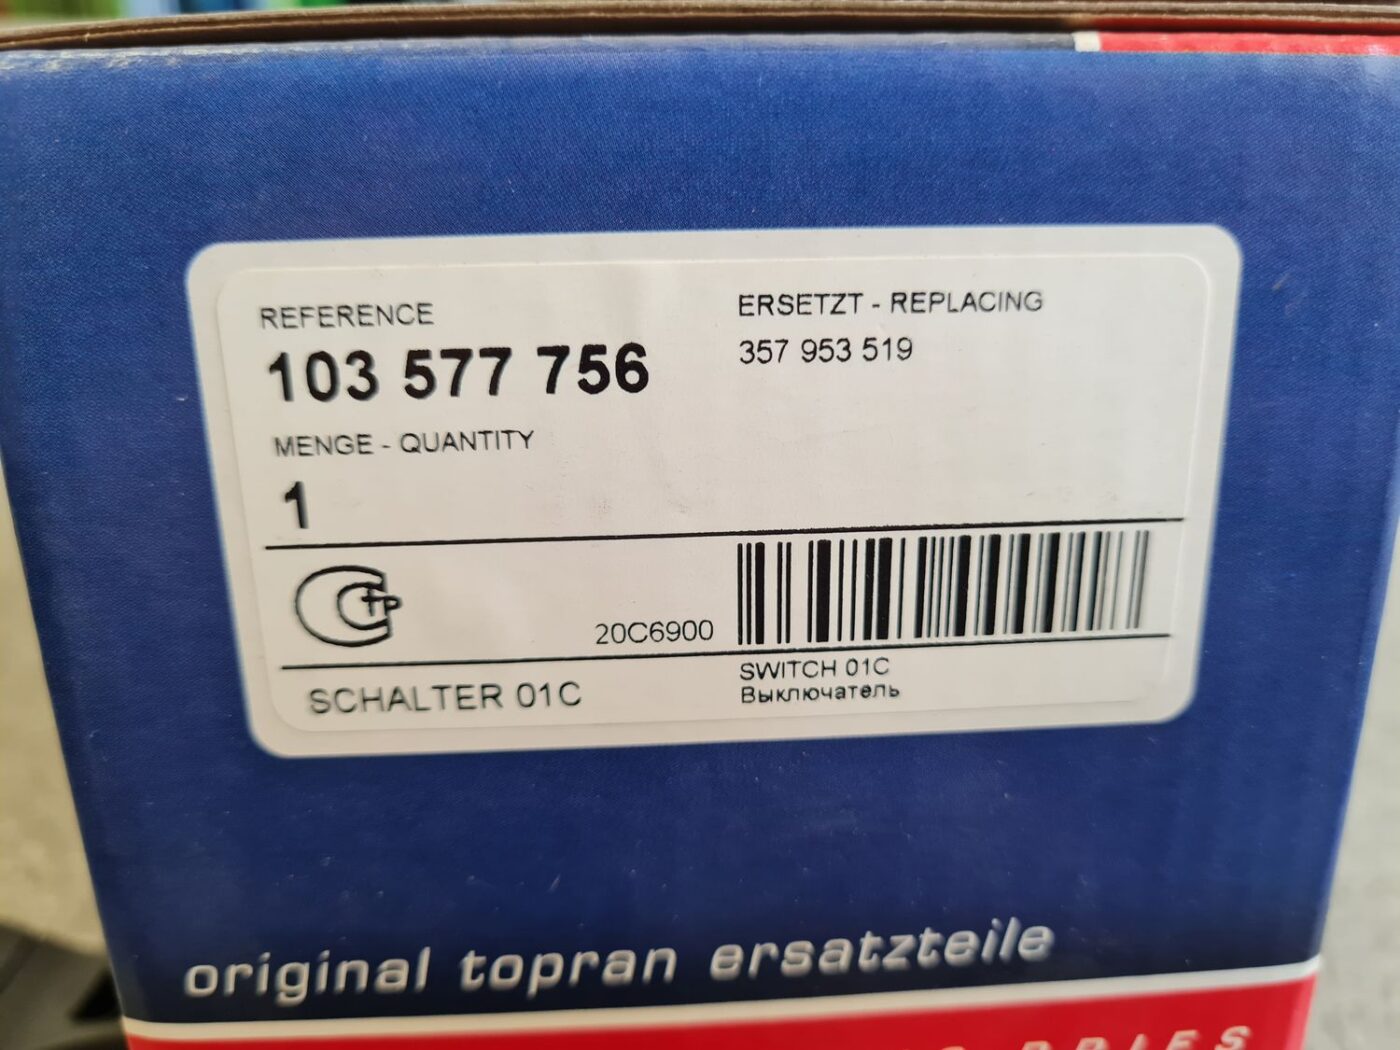 REFERENCE
103 577 756
MENGE - QUANTITY
1
ERSETZT - REPLACING
357 953 519
20C6900
SCHALTER 01C
SWITCH 01C
Выключатель
original topran ersatzteile